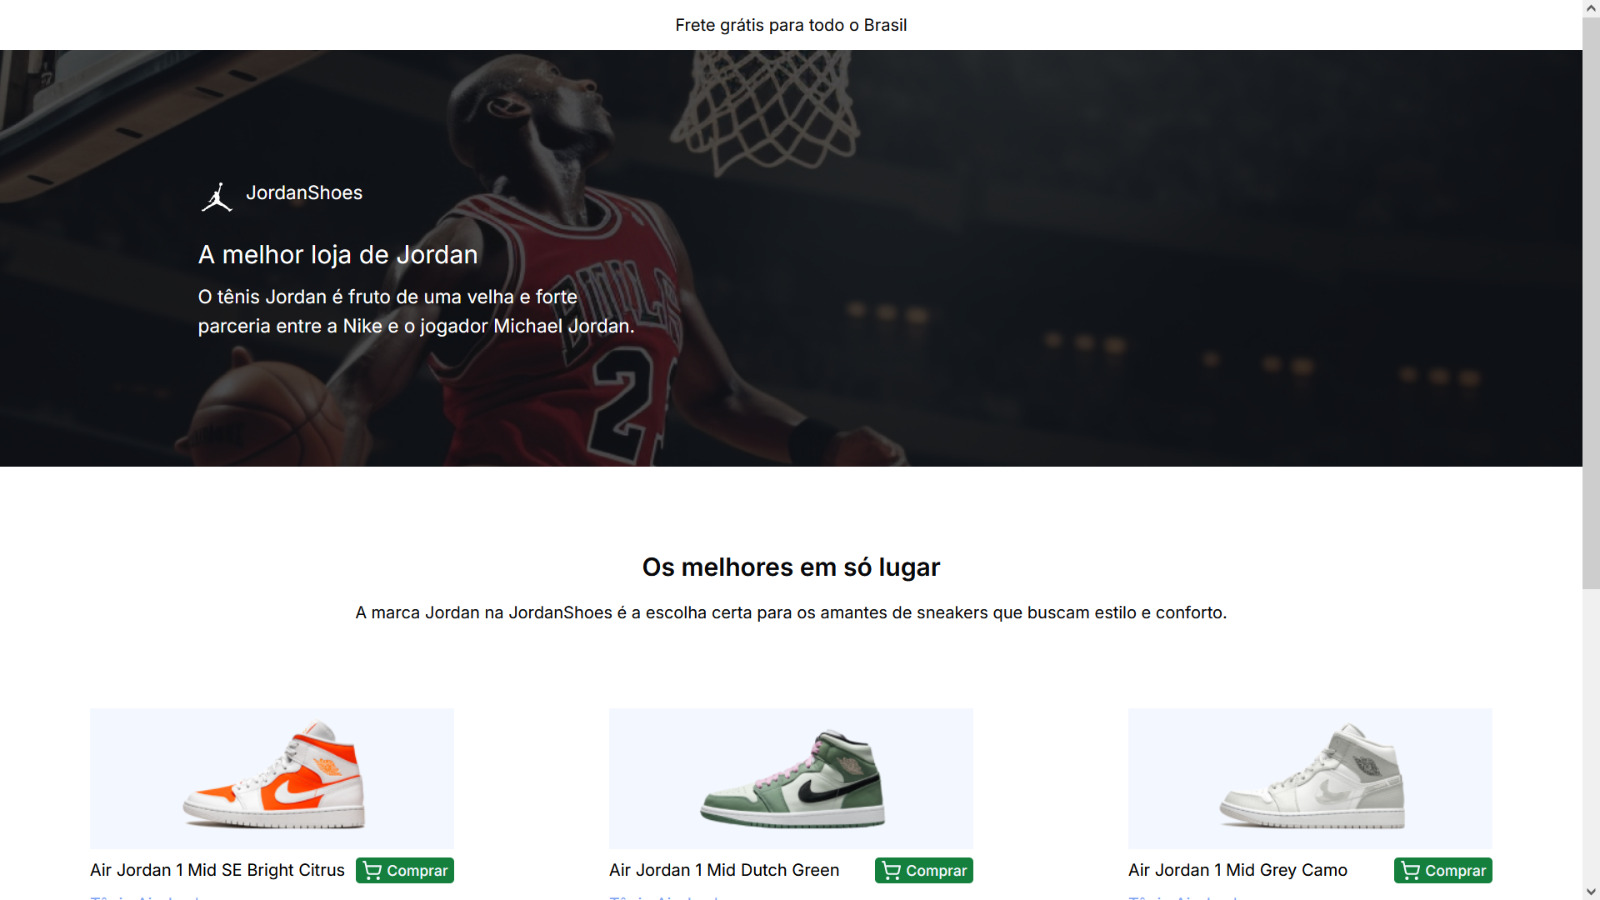 Frete grátis para todo o Brasil
JordanShoes
A melhor loja de Jordan
O tênis Jordan é fruto de uma velha e forte
parceria entre a Nike e o jogador Michael Jordan.
BULLS
Os melhores em só lugar
A marca Jordan na JordanShoes é a escolha certa para os amantes de sneakers que buscam estilo e conforto.
Air Jordan 1 Mid SE Bright Citrus
Comprar
Air Jordan 1 Mid Dutch Green
Comprar
Air Jordan 1 Mid Grey Camo
Comprar